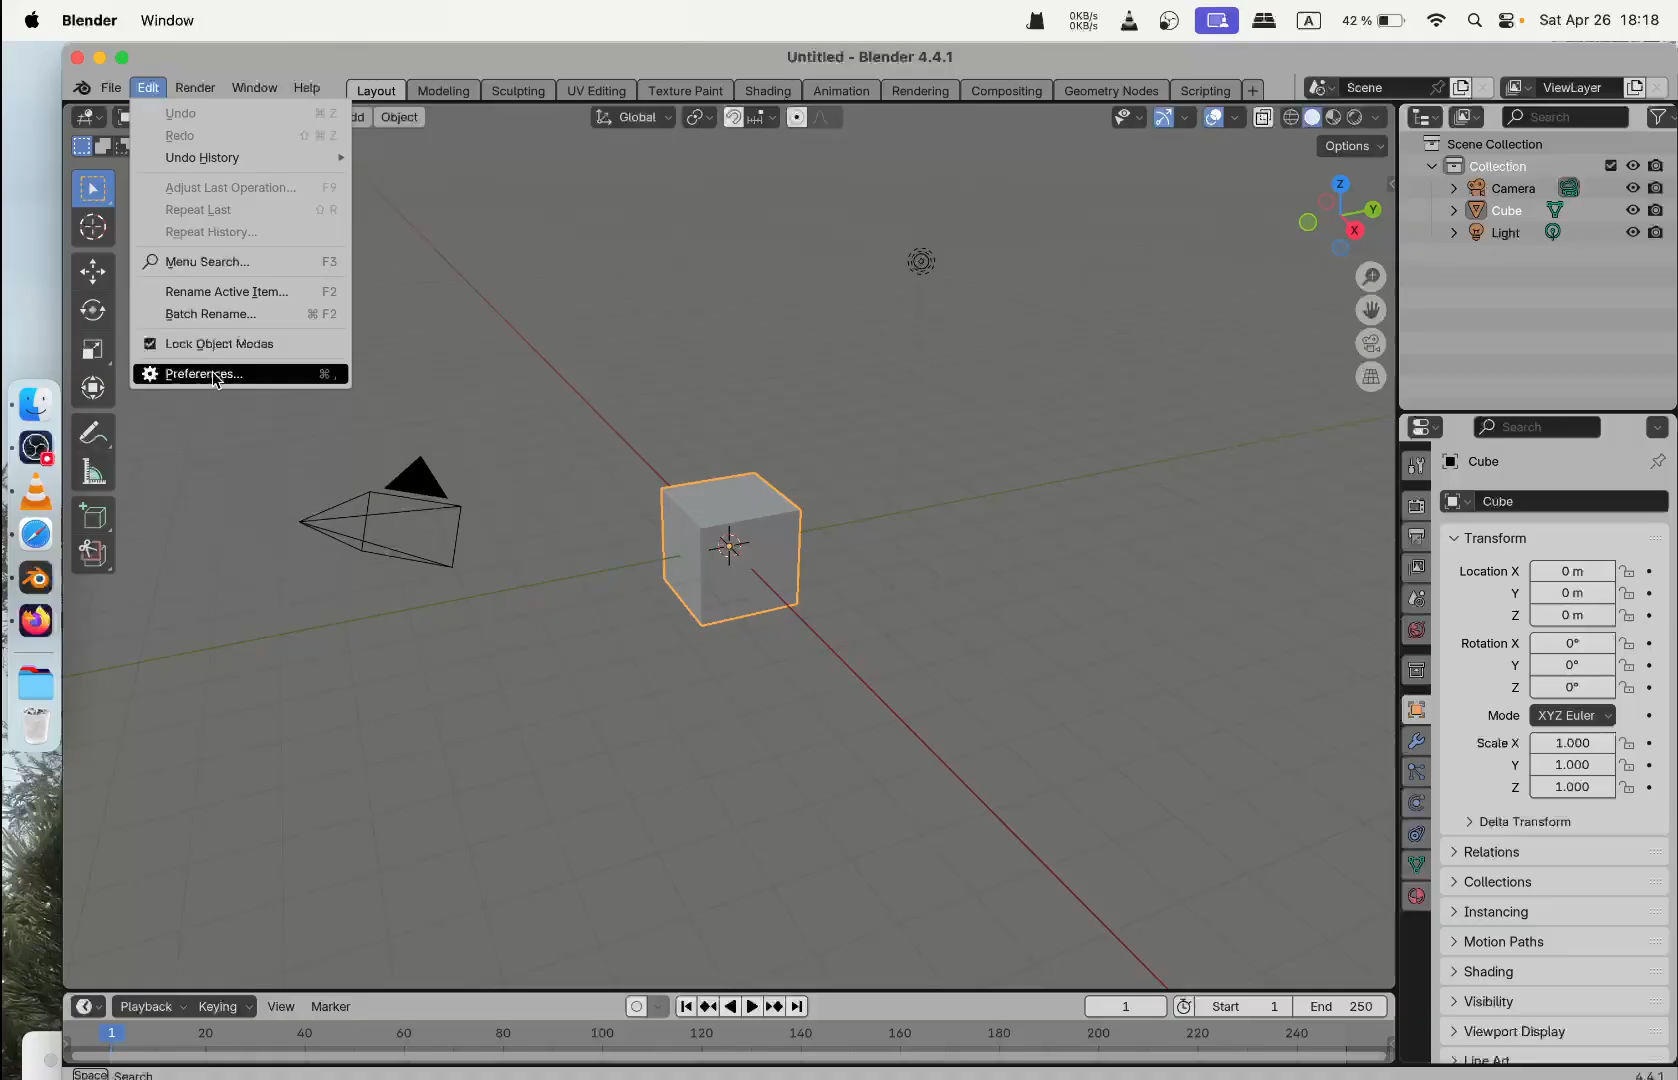 Blender Window
0KB/s
0KB/s
A
42 %
Sat Apr 26 18:18
Untitled - Blender 4.4.1
File Edit Render Window Help
Layout Modeling Sculpting UV Editing Texture Paint Shading Animation Rendering Compositing Geometry Nodes Scripting +
Scene
ViewLayer
dd Object
Global
Search
Options
Undo ⌘ Z
Redo ⇧ ⌘ Z
Undo History
Adjust Last Operation... F9
Repeat Last ⇧ R
Repeat History...
Menu Search... F3
Rename Active Item... F2
Batch Rename... ⌘ F2
Lock Object Modes
Preferences... ⌘ ,
Z
Y
X
Scene Collection
Collection
Camera
Cube
Light
Search
Cube
Cube
Transform
Location X 0 m
Y 0 m
Z 0 m
Rotation X 0°
Y 0°
Z 0°
Mode XYZ Euler
Scale X 1.000
Y 1.000
Z 1.000
Delta Transform
Relations
Collections
Instancing
Motion Paths
Shading
Visibility
Viewport Display
Line Art
Playback Keying View Marker
1
Start 1
End 250
1 20 40 60 80 100 120 140 160 180 200 220 240
Space Search
4.4.1